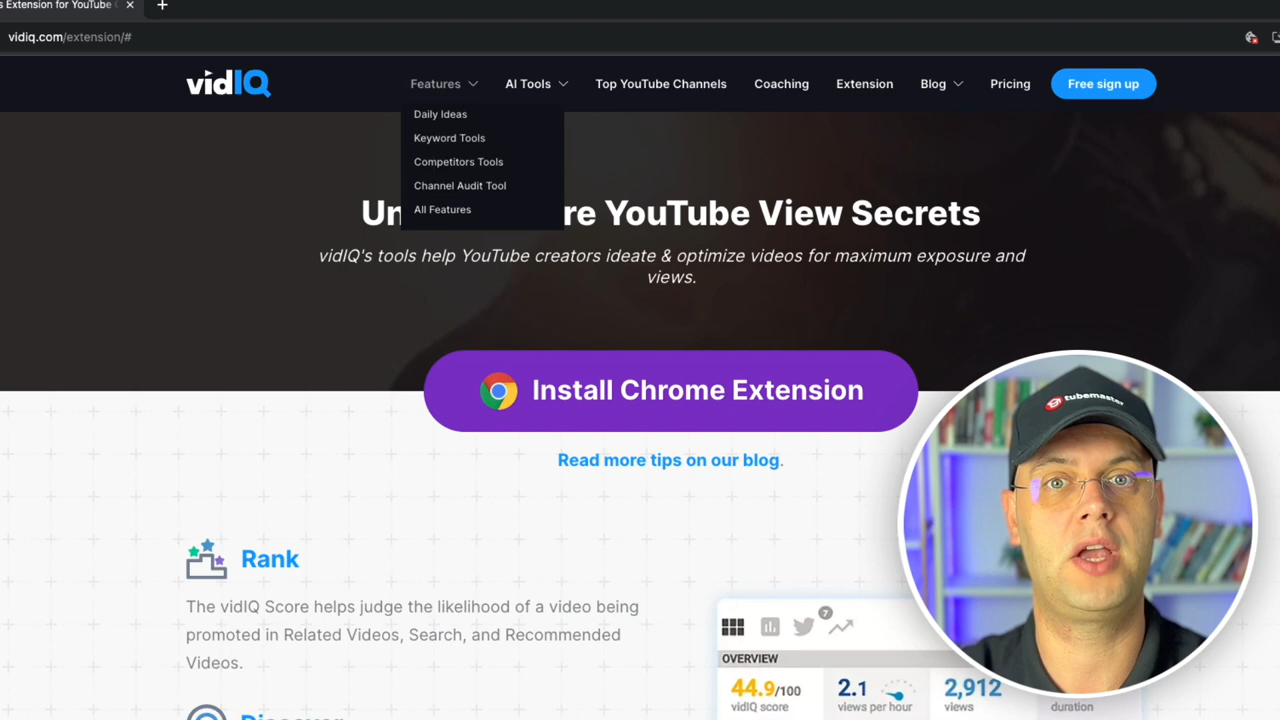 s Extension for YouTube
vidiq.com/extension/#
vidIQ
Features
AI Tools
Top YouTube Channels
Coaching
Extension
Blog
Pricing
Free sign up
Daily Ideas
Keyword Tools
Competitors Tools
Channel Audit Tool
All Features
Un re YouTube View Secrets
vidIQ's tools help YouTube creators ideate & optimize videos for maximum exposure and
views.
Install Chrome Extension
Read more tips on our blog.
tubemaster
Rank
The vidIQ Score helps judge the likelihood of a video being
promoted in Related Videos, Search, and Recommended
Videos.
7
OVERVIEW
44.9/100
2.1
2,912
vidIQ score
views per hour
views
duration
Discover